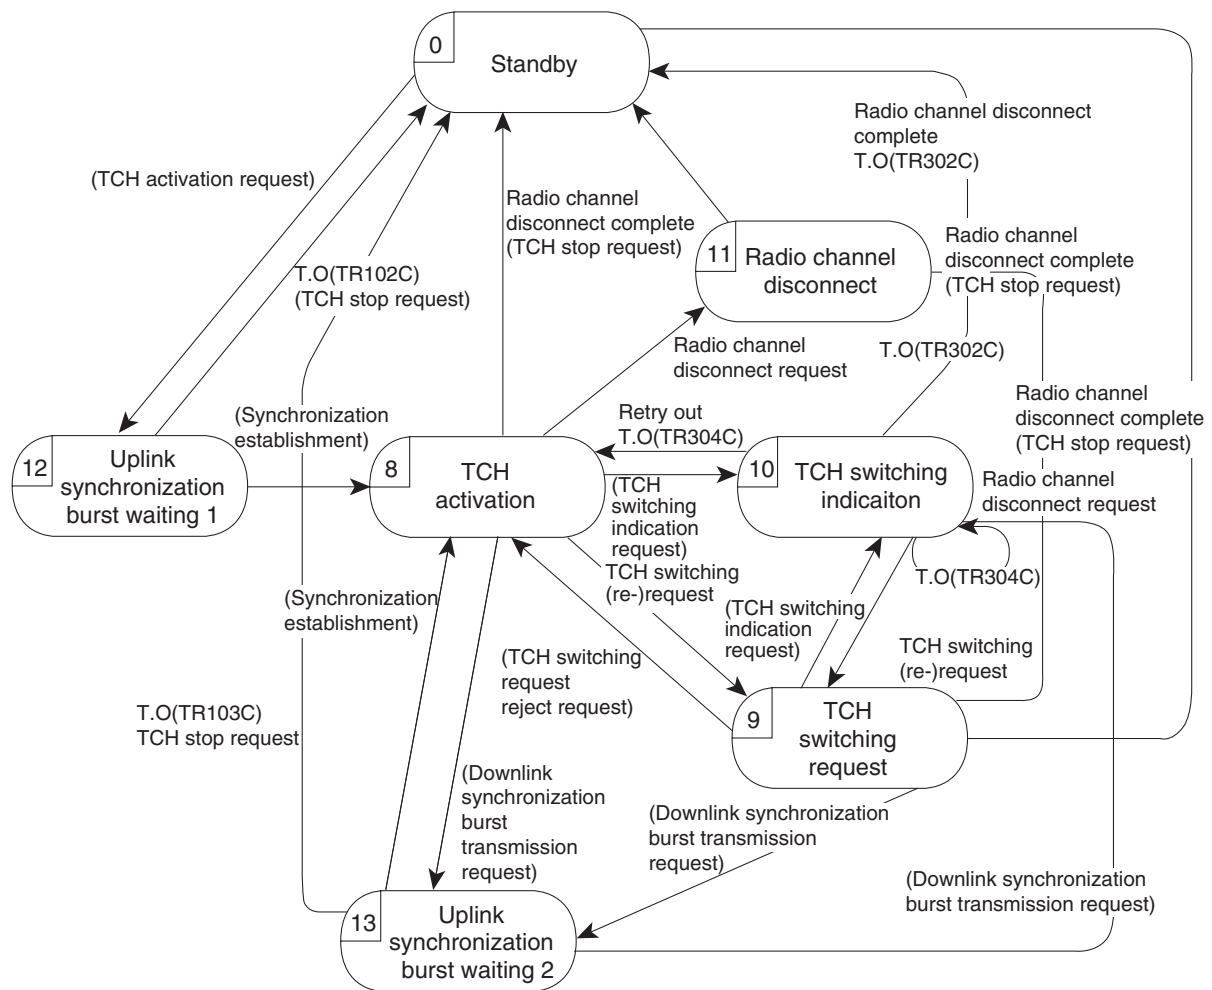 0
Standby
Radio channel disconnect
complete
T.O(TR302C)
(TCH activation request)
Radio channel
disconnect complete
(TCH stop request)
11
Radio channel
disconnect
Radio channel
disconnect complete
(TCH stop request)
T.O(TR102C)
(TCH stop request)
Radio channel
disconnect request
T.O(TR302C)
Radio channel
disconnect complete
(TCH stop request)
(Synchronization
establishment)
Retry out
T.O(TR304C)
12
Uplink
synchronization
burst waiting 1
8
TCH
activation
10
TCH switching
indicaiton
Radio channel
disconnect request
(TCH
switching
indication
request)
TCH switching
(re-)request
T.O(TR304C)
(Synchronization
establishment)
(TCH switching
indication
request)
TCH switching
(re-)request
(TCH switching
request
reject request)
9
TCH
switching
request
T.O(TR103C)
TCH stop request
(Downlink
synchronization
burst
transmission
request)
(Downlink synchronization
burst transmission
request)
(Downlink synchronization
burst transmission request)
13
Uplink
synchronization
burst waiting 2